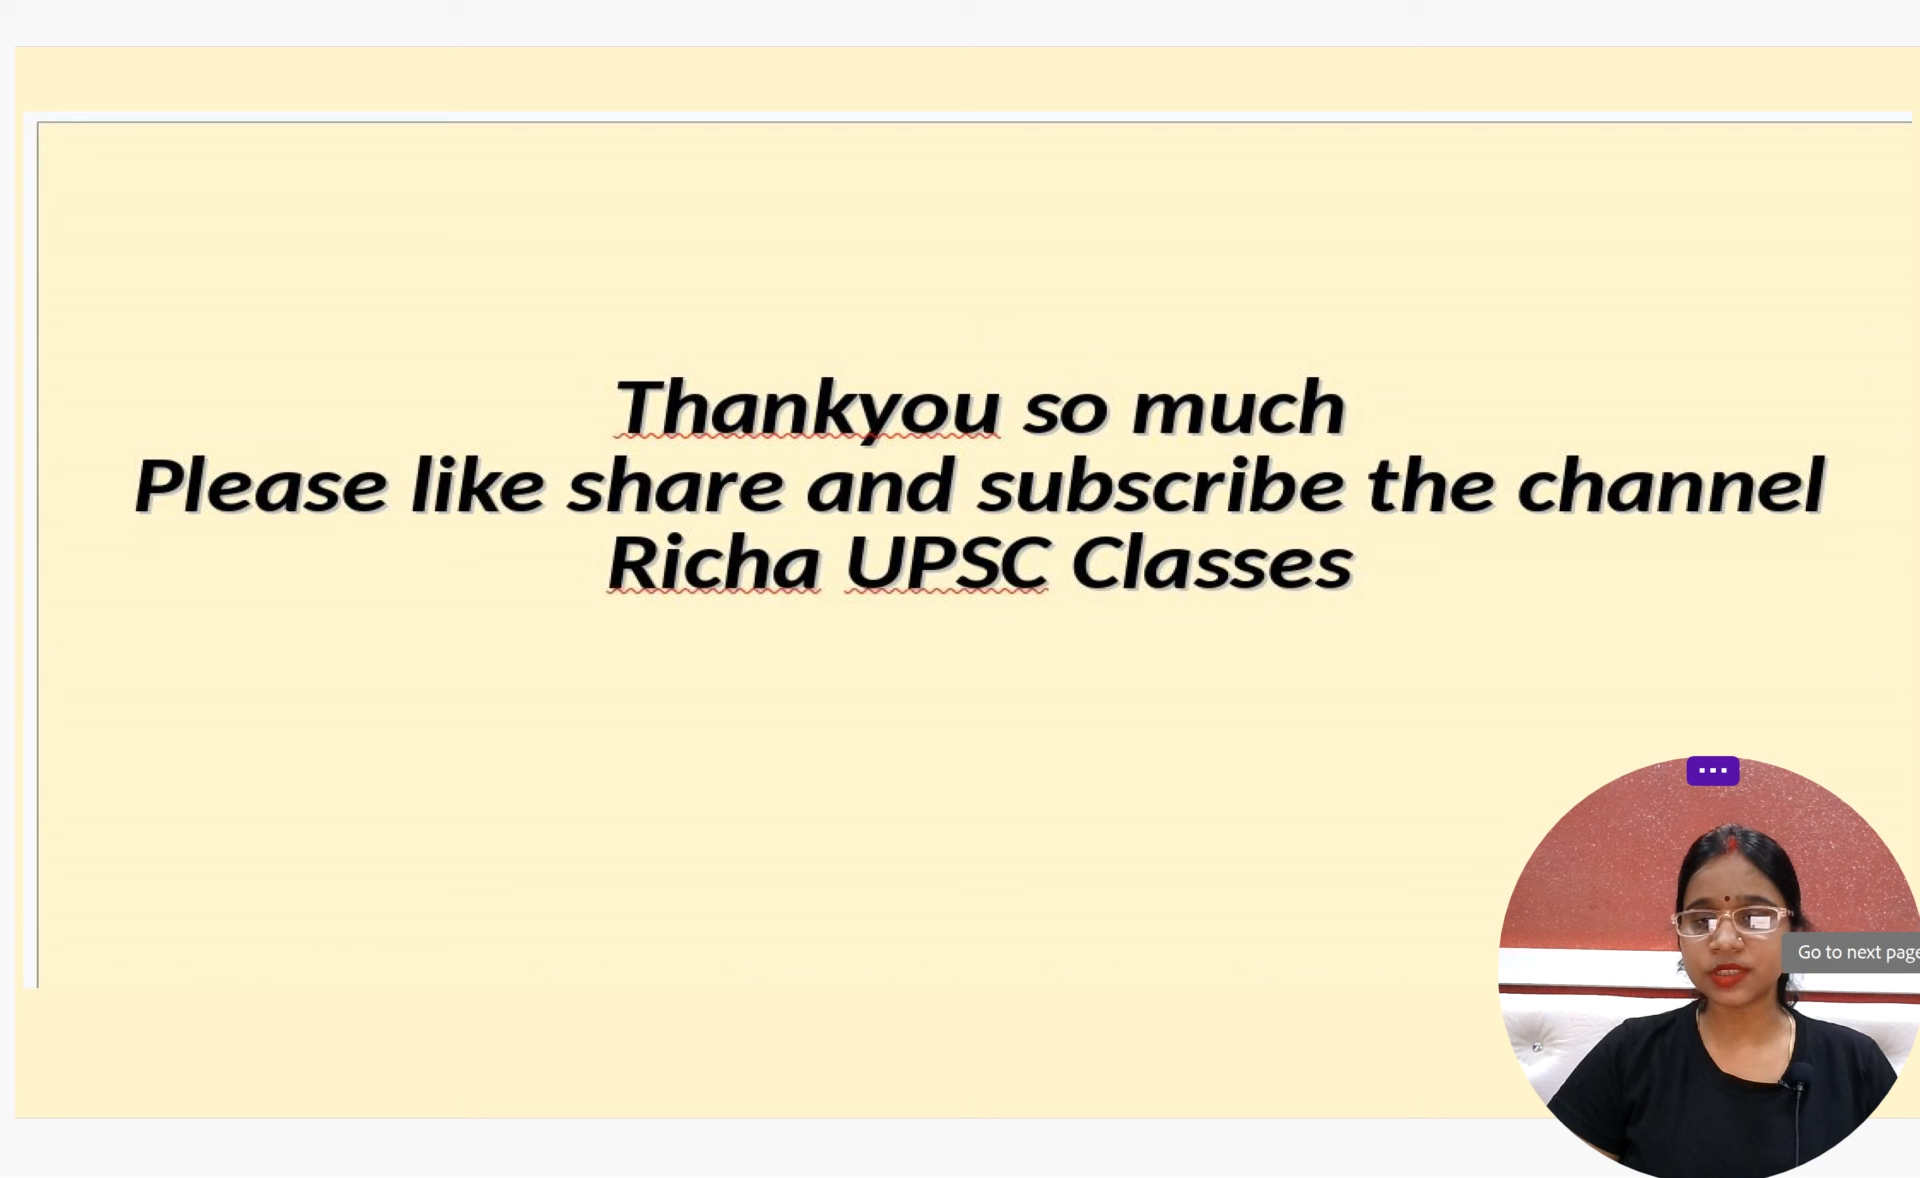 Thankyou so much
Please like share and subscribe the channel
Richa UPSC Classes
Go to next page